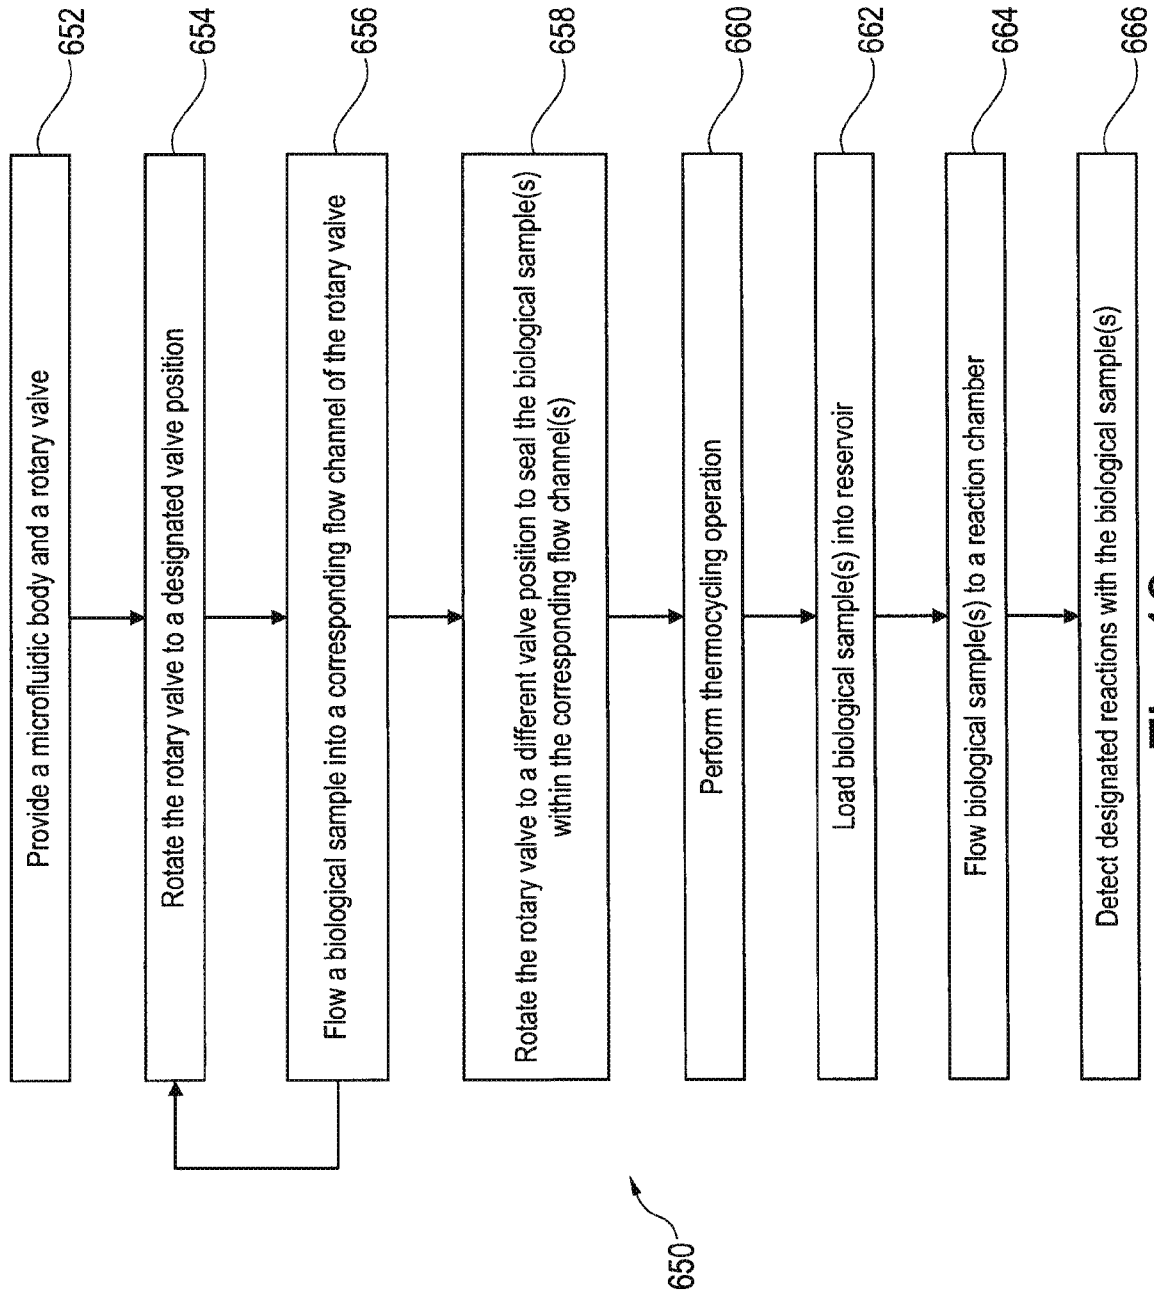 652
Provide a microfluidic body and a rotary valve
654
Rotate the rotary valve to a designated valve position
656
Flow a biological sample into a corresponding flow channel of the rotary valve
658
Rotate the rotary valve to a different valve position to seal the biological sample(s)
within the corresponding flow channel(s)
660
Perform thermocycling operation
662
Load biological sample(s) into reservoir
664
Flow biological sample(s) to a reaction chamber
666
Detect designated reactions with the biological sample(s)
650